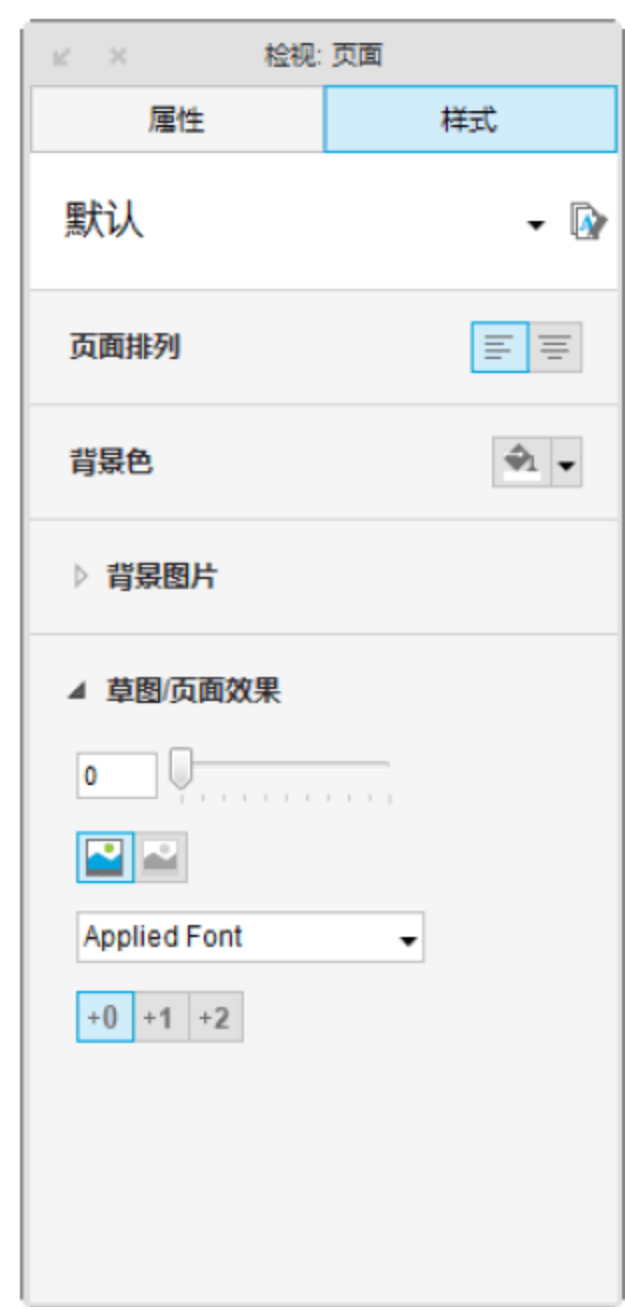 检视: 页面
属性 样式
默认
页面排列
背景色
背景图片
草图/页面效果
0
Applied Font
+0 +1 +2